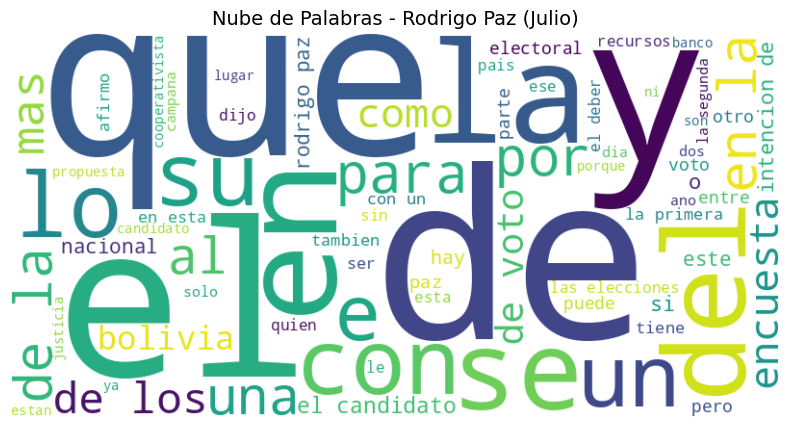 Nube de Palabras - Rodrigo Paz (Julio)
que
la
y
mas
afirmo
cooperativista
campana
lugar
dijo
rodrigo paz
como
electoral
pais
ese
a
parte
el deber
recursos
banco
la segunda
ni
son
otro
dos
en la
intencion de
propuesta
lo
su
en
para
por
dia
porque
voto
o
ano
entre
con un
sin
en esta
candidato
nacional
al
tambien
ser
hay
paz
esta
de
de voto
la primera
este
las elecciones
puede
si
tiene
del
encuesta
de la
justicia
el
solo
quien
e
bolivia
le
con
se
un
ya
estan
de los
una
el candidato
pero